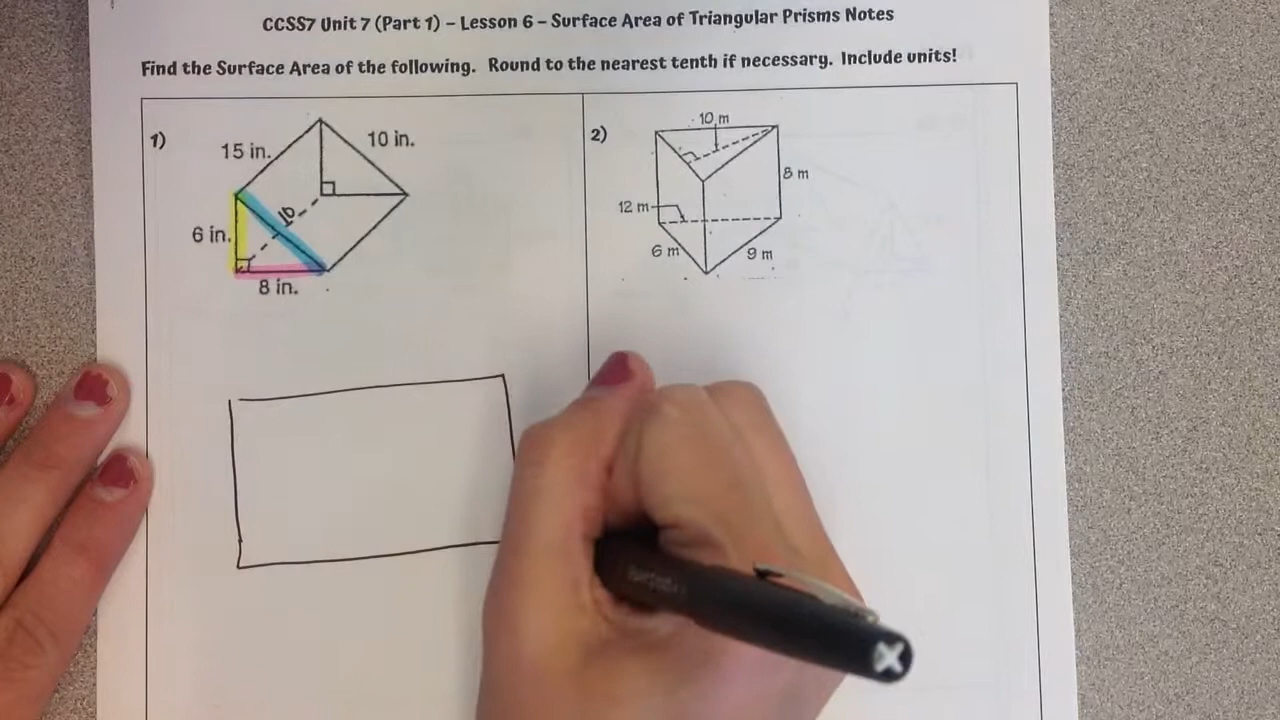 CCSS7 Unit 7 (Part 1) – Lesson 6 – Surface Area of Triangular Prisms Notes
Find the Surface Area of the following. Round to the nearest tenth if necessary. Include units!
1)
15 in.
10 in.
6 in.
10
8 in.
2)
10 m
8 m
12 m
6 m
9 m